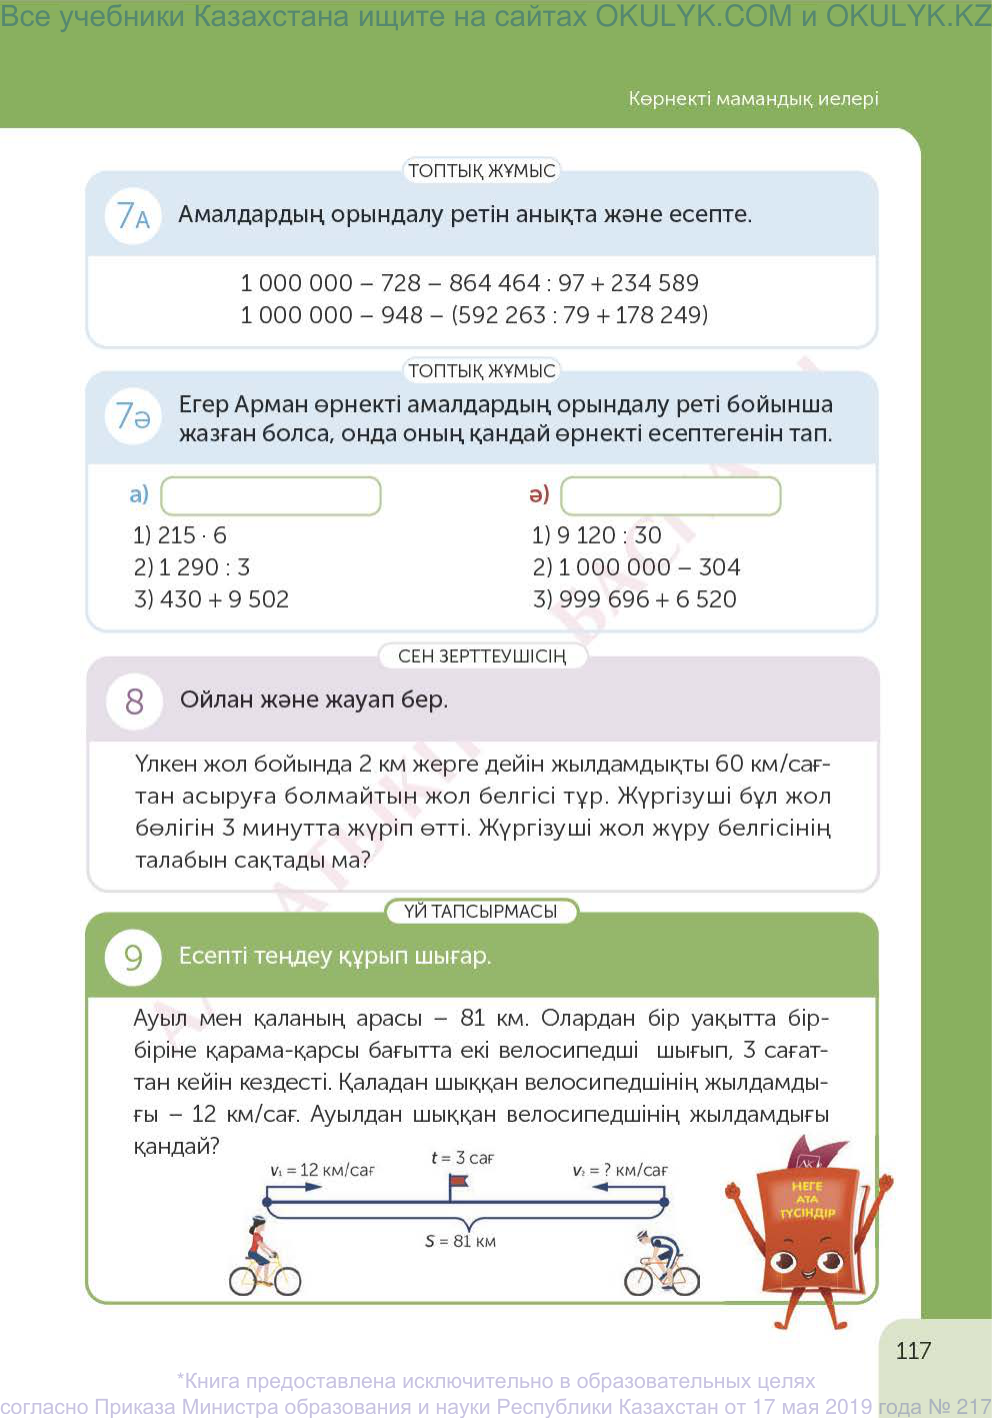 Все учебники Казахстана ищите на сайтах OKULYK.COM и OKULYK.KZ
Көрнекті мамандық иелері
ТОПТЫҚ ЖҰМЫС
7А Амалдардың орындалу ретін анықта және есепте.
1 000 000 – 728 – 864 464 : 97 + 234 589
1 000 000 – 948 – (592 263 : 79 + 178 249)
ТОПТЫҚ ЖҰМЫС
7ә Егер Арман өрнекті амалдардың орындалу реті бойынша
жазған болса, онда оның қандай өрнекті есептегенін тап.
а)
1) 215 · 6
2) 1 290 : 3
3) 430 + 9 502
ә)
1) 9 120 : 30
2) 1 000 000 – 304
3) 999 696 + 6 520
СЕН ЗЕРТТЕУШІСІҢ
8 Ойлан және жауап бер.
Үлкен жол бойында 2 км жерге дейін жылдамдықты 60 км/сағ-
тан асыруға болмайтын жол белгісі тұр. Жүргізуші бұл жол
бөлігін 3 минутта жүріп өтті. Жүргізуші жол жүру белгісінің
талабын сақтады ма?
ҮЙ ТАПСЫРМАСЫ
9 Есепті теңдеу құрып шығар.
Ауыл мен қаланың арасы – 81 км. Олардан бір уақытта бір-
біріне қарама-қарсы бағытта екі велосипедші шығып, 3 сағат-
тан кейін кездесті. Қаладан шыққан велосипедшінің жылдамды-
ғы – 12 км/сағ. Ауылдан шыққан велосипедшінің жылдамдығы
қандай?
t = 3 сағ
v₁ = 12 км/сағ
v₂ = ? км/сағ
S = 81 км
НЕГЕ
АТА
ТҮСІНДІР
117
*Книга предоставлена исключительно в образовательных целях
согласно Приказа Министра образования и науки Республики Казахстан от 17 мая 2019 года № 217